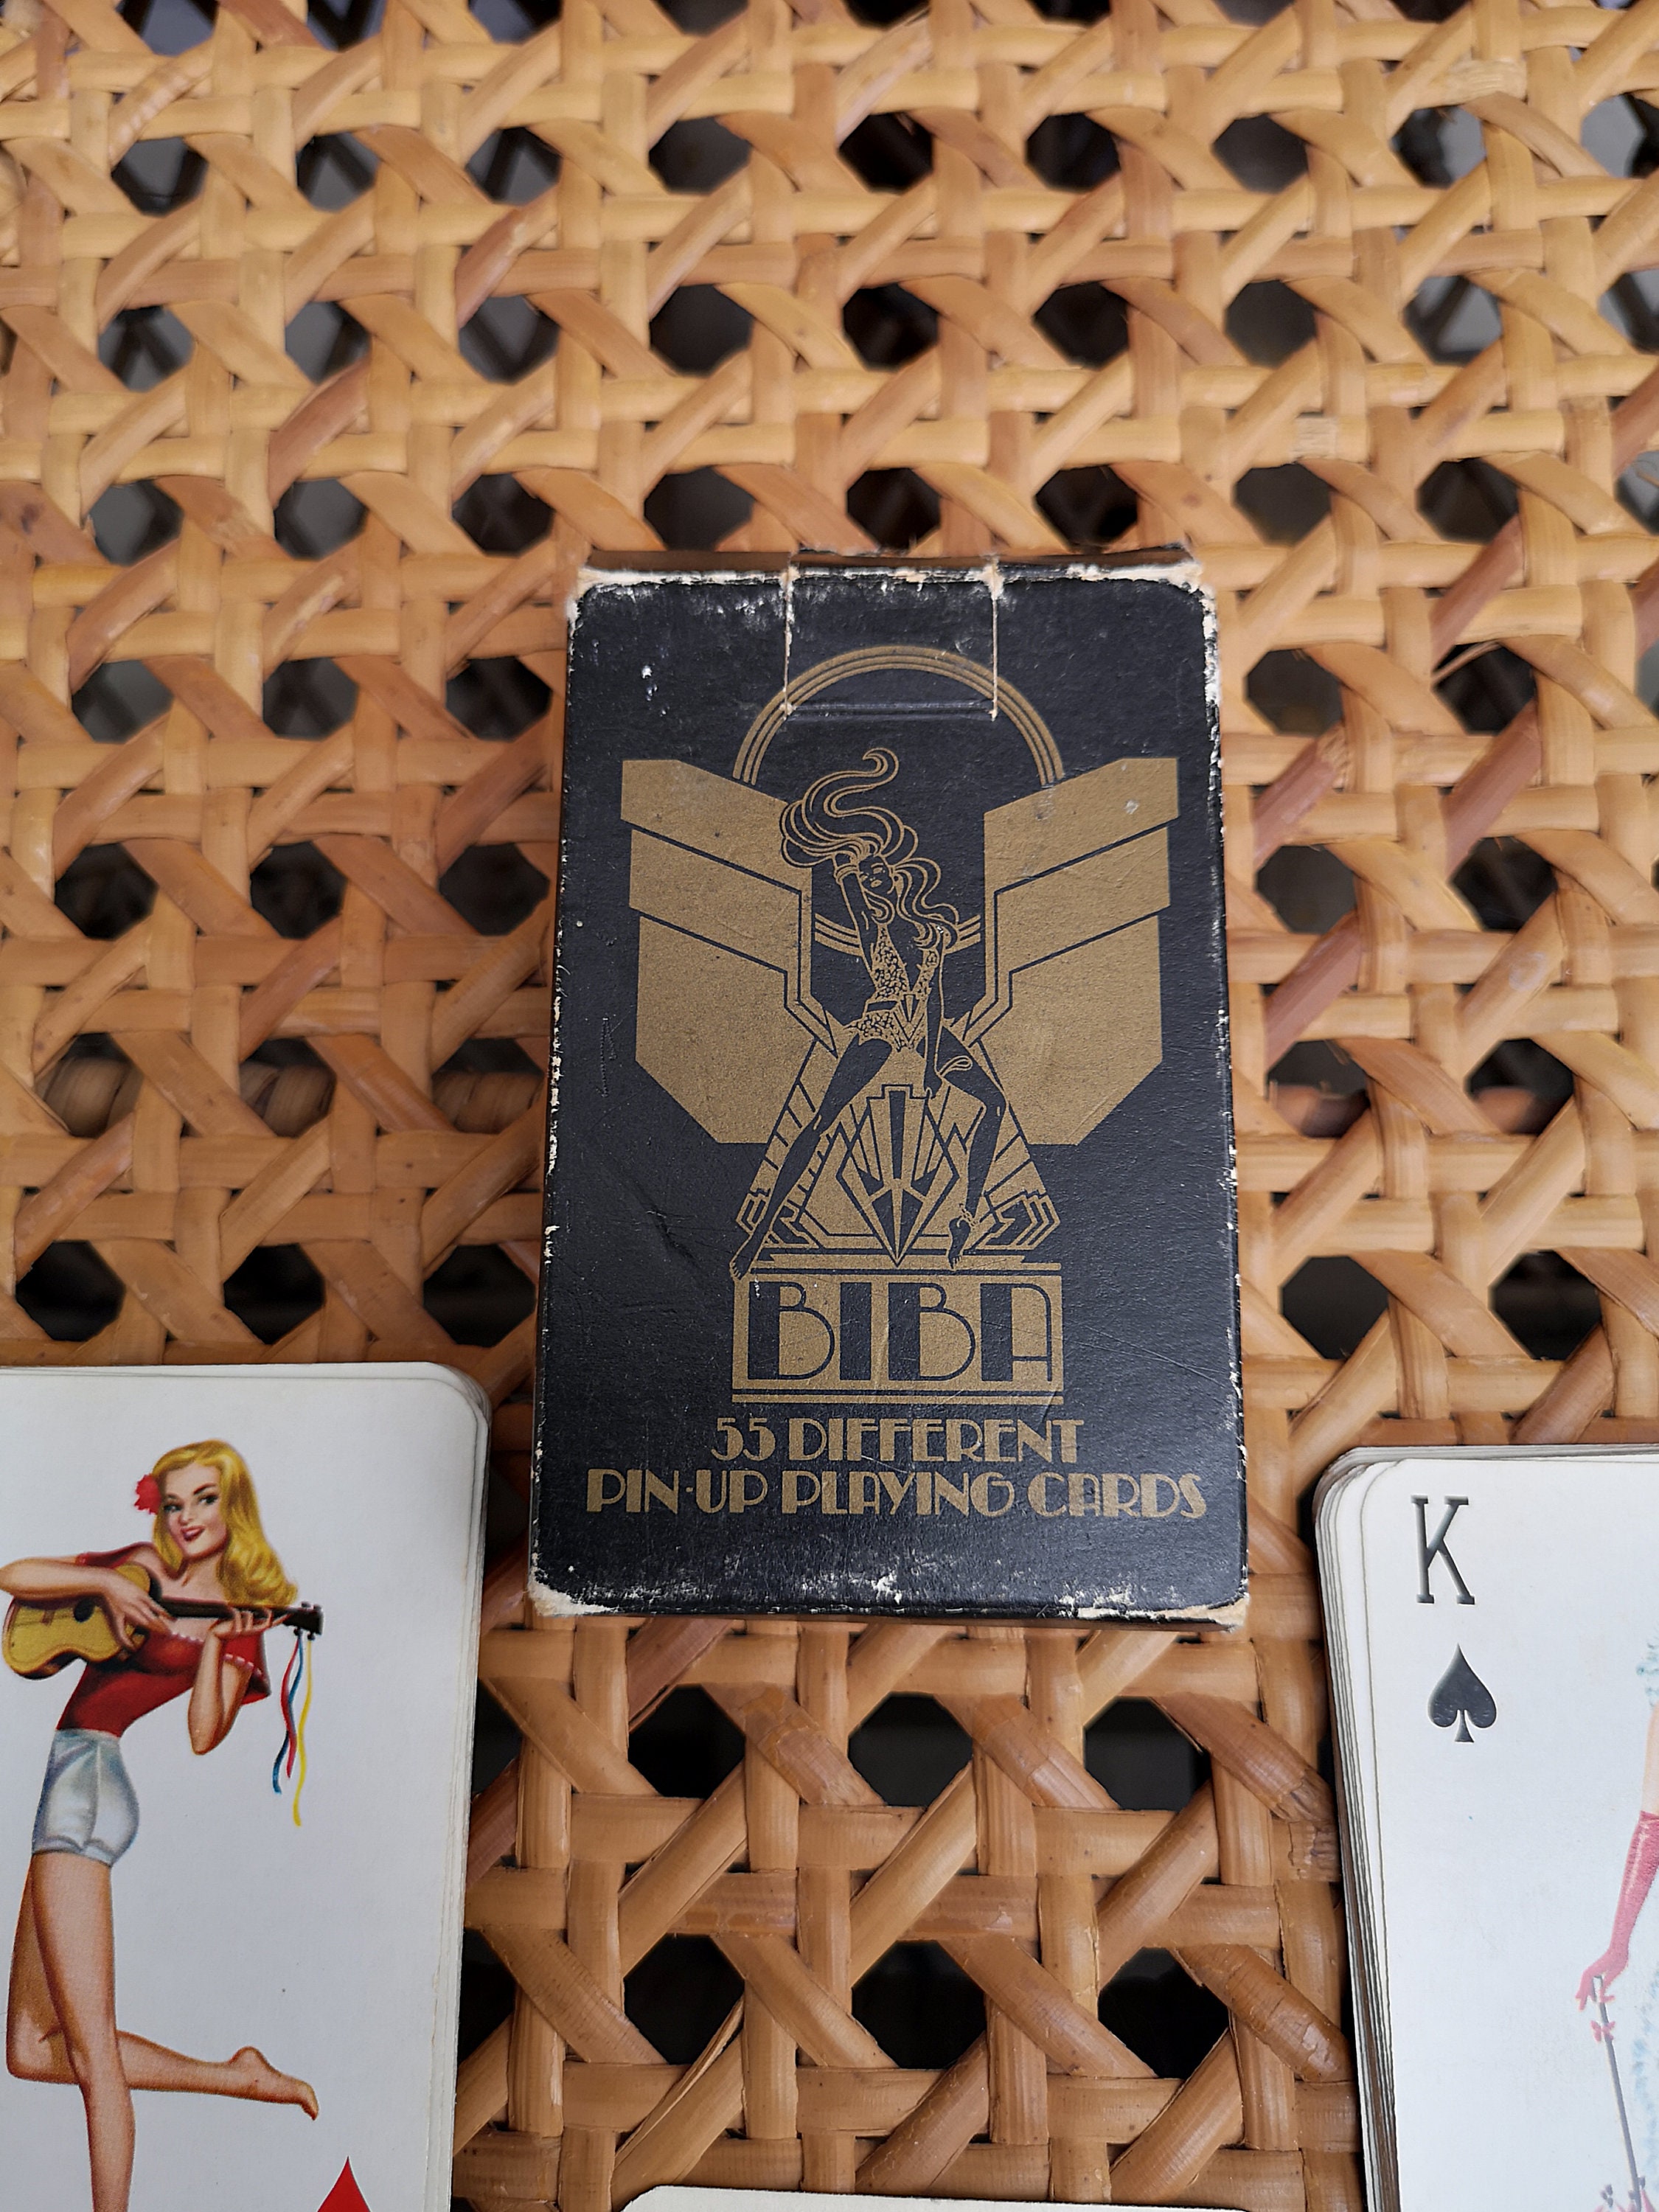 BIBA
55 DIFFERENT
PIN-UP PLAYING CARDS
K